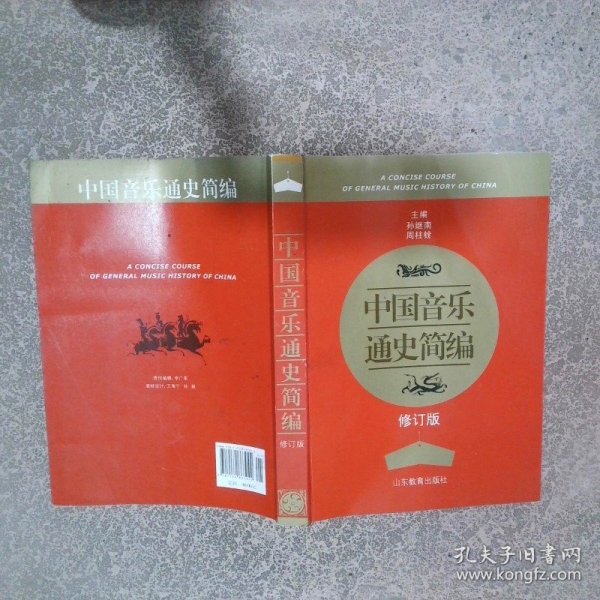 中国音乐通史简编
A CONCISE COURSE
OF GENERAL MUSIC HISTORY OF CHINA
中国音乐通史简编
修订版
A CONCISE COURSE
OF GENERAL MUSIC HISTORY OF CHINA
主编
孙继南
周柱铨
中国音乐
通史简编
修订版
山东教育出版社
孔夫子旧书网
www.kongfz.com